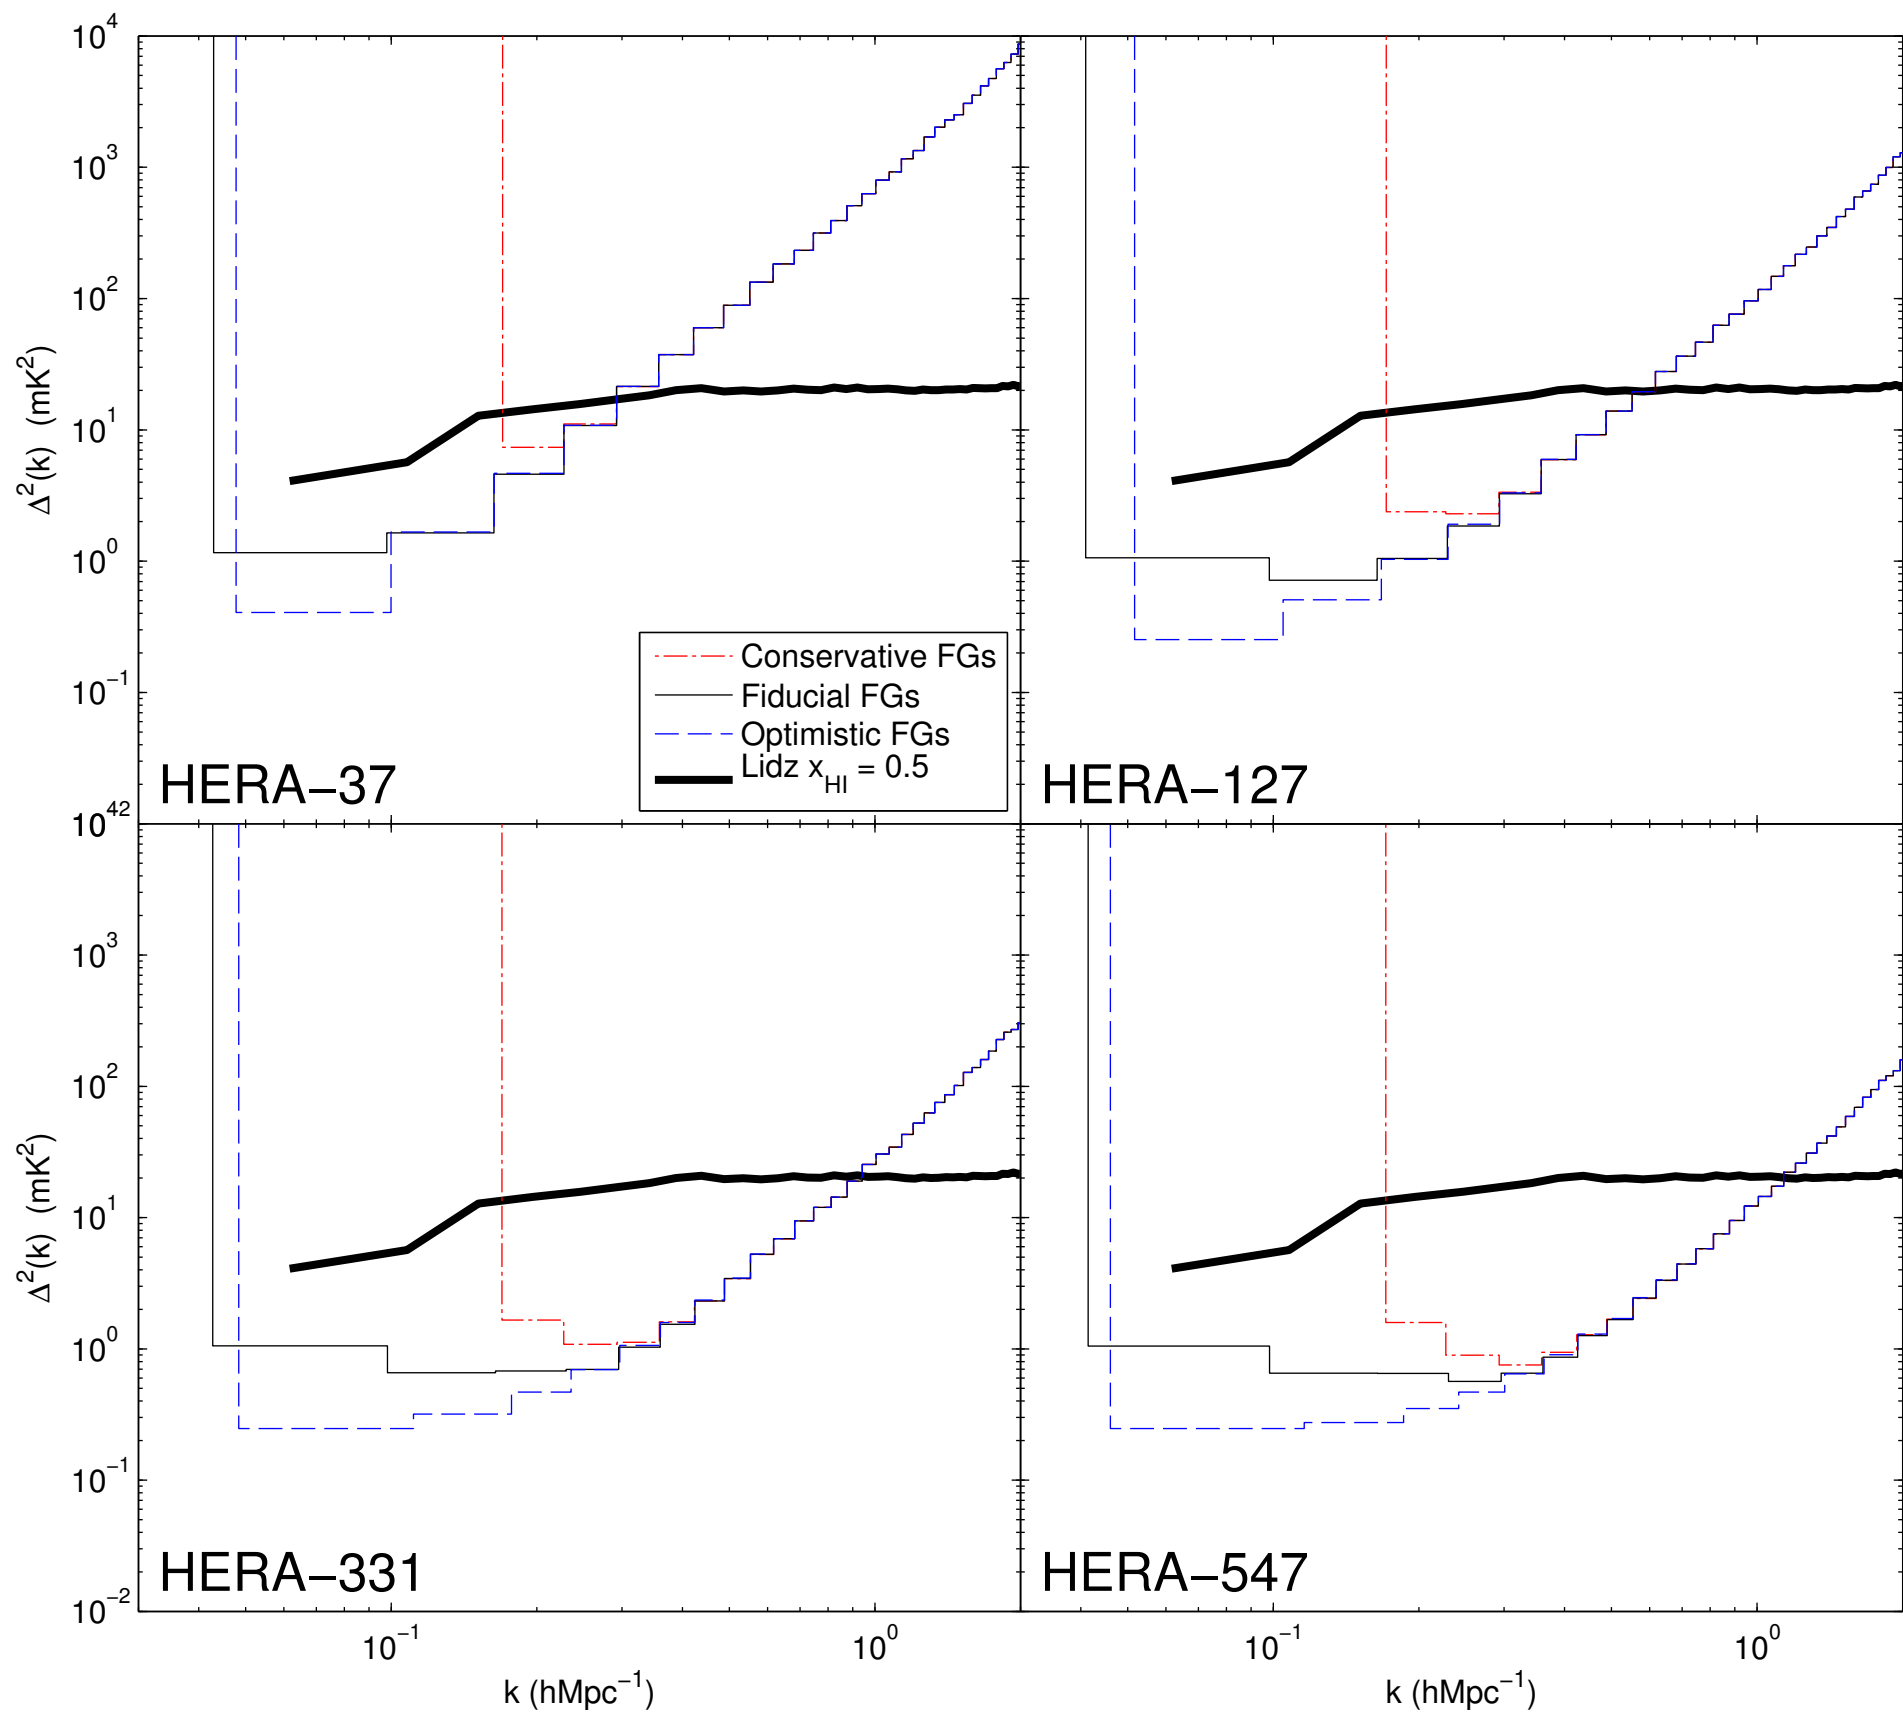 10^4
10^3
10^2
10^1
10^0
10^−1
Δ^2(k) (mK^2)
Conservative FGs
Fiducial FGs
Optimistic FGs
Lidz x_HI = 0.5
HERA−37
HERA−127
10^42
10^3
10^2
10^1
10^0
10^−1
10^−2
Δ^2(k) (mK^2)
HERA−331
HERA−547
10^−1 10^0
10^−1 10^0
k (hMpc^−1)
k (hMpc^−1)